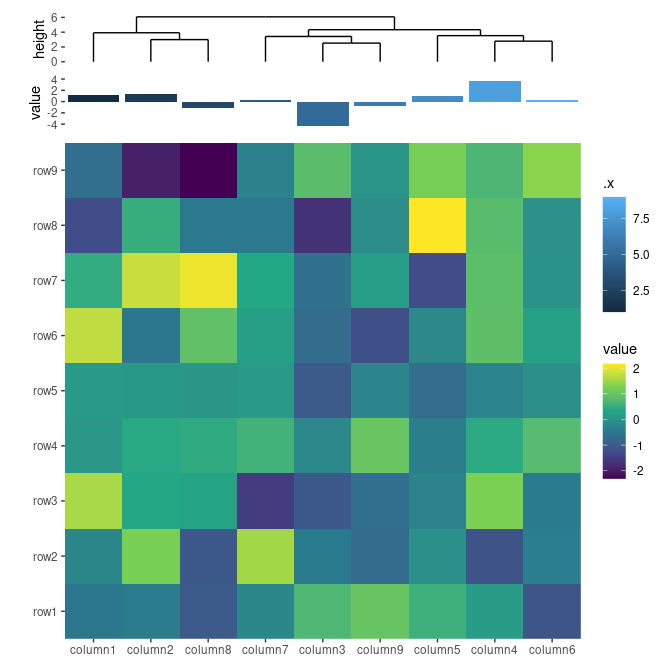 height
6
4
2
0
value
4
2
0
-2
-4
row9
row8
row7
row6
row5
row4
row3
row2
row1
column1 column2 column8 column7 column3 column9 column5 column4 column6
.x
7.5
5.0
2.5
value
2
1
0
-1
-2